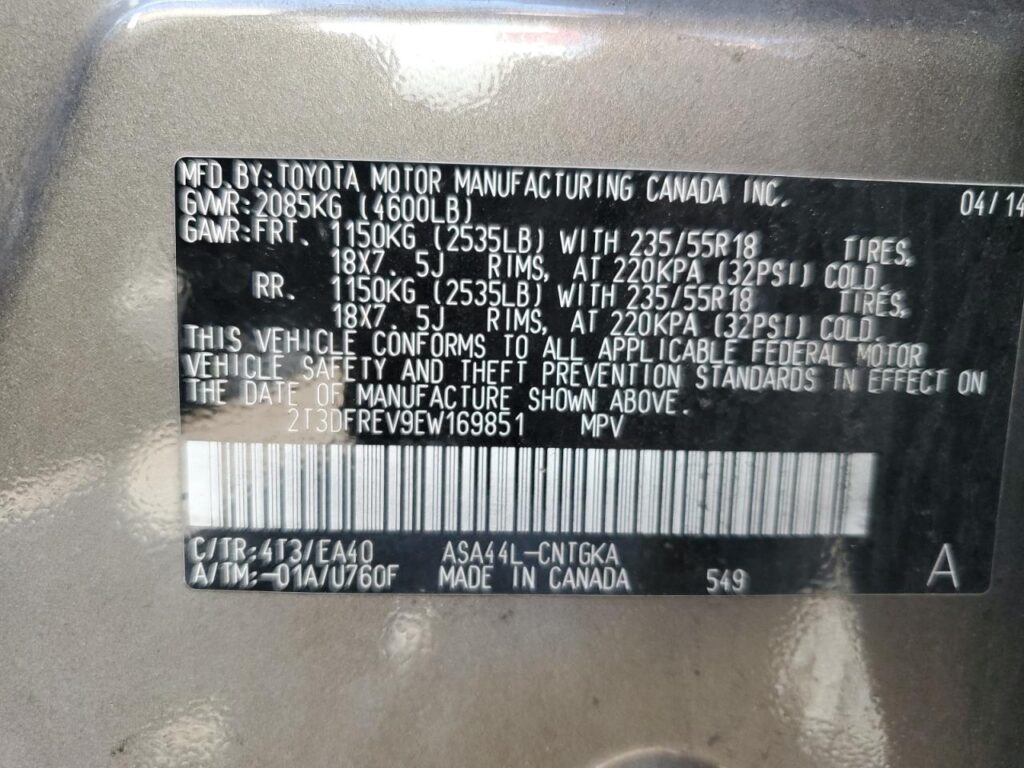 MFD. BY: TOYOTA MOTOR MANUFACTURING CANADA INC. 04/14
GVWR: 2085KG (4600LB)
GAWR: FRT. 1150KG (2535LB) WITH 235/55R18 TIRES,
18X7. 5J RIMS, AT 220KPA (32PSI) COLD.
RR. 1150KG (2535LB) WITH 235/55R18 TIRES,
18X7. 5J RIMS, AT 220KPA (32PSI) COLD.
THIS VEHICLE CONFORMS TO ALL APPLICABLE FEDERAL MOTOR
VEHICLE SAFETY AND THEFT PREVENTION STANDARDS IN EFFECT ON
THE DATE OF MANUFACTURE SHOWN ABOVE.
2T3DFREV9EW169851 MPV
C/TR: 4T3/EA40 ASA44L-CNTGKA
A/TM: -01A/U760F MADE IN CANADA 549 A